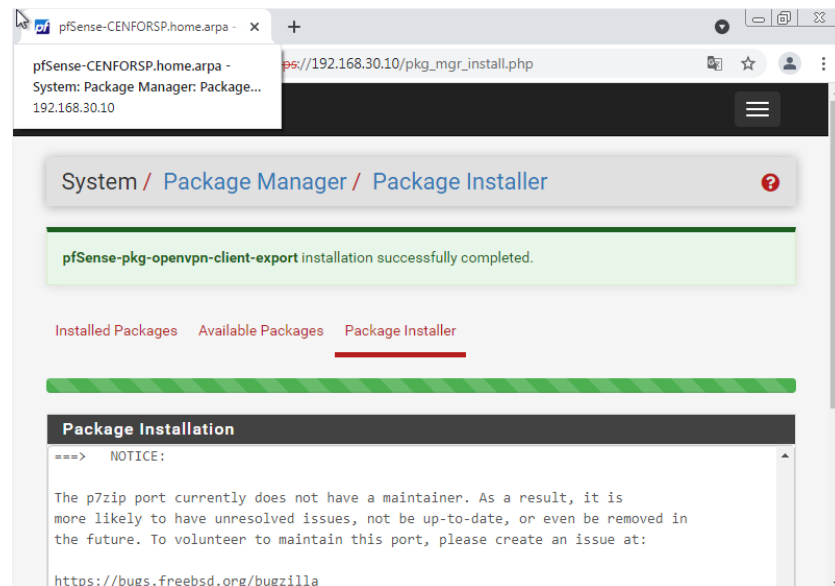 pfSense-CENFORSP.home.arpa -
pfSense-CENFORSP.home.arpa -
System: Package Manager: Package...
192.168.30.10
ps://192.168.30.10/pkg_mgr_install.php
System / Package Manager / Package Installer
pfSense-pkg-openvpn-client-export installation successfully completed.
Installed Packages Available Packages Package Installer
Package Installation
===> NOTICE:
The p7zip port currently does not have a maintainer. As a result, it is
more likely to have unresolved issues, not be up-to-date, or even be removed in
the future. To volunteer to maintain this port, please create an issue at:
https://bugs.freebsd.org/bugzilla